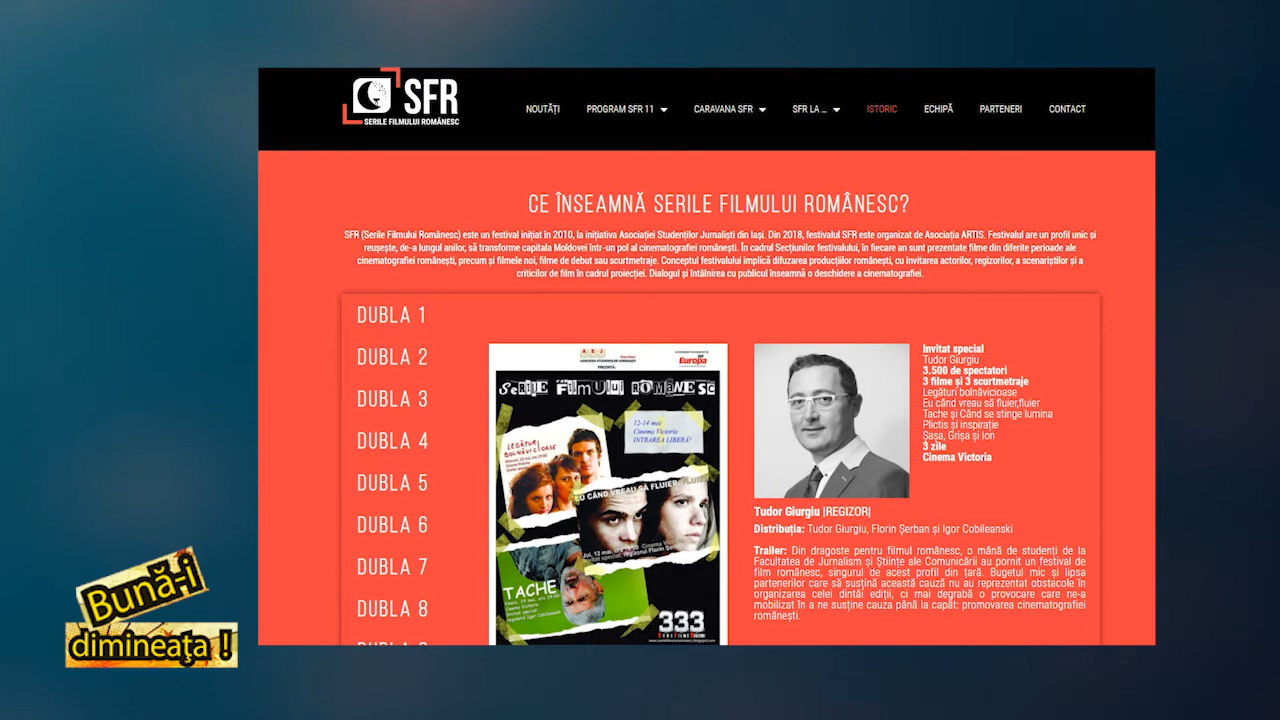 SFR
SERILE FILMULUI ROMÂNESC
NOUTĂȚI
PROGRAM SFR 11
CARAVANA SFR
SFR LA ...
ISTORIC
ECHIPĂ
PARTENERI
CONTACT
CE ÎNSEAMNĂ SERILE FILMULUI ROMÂNESC?
SFR (Serile Filmului Românesc) este un festival inițiat în 2010, la inițiativa Asociației Studenților Jurnaliști din Iași. Din 2018, festivalul SFR este organizat de Asociația ARTIS. Festivalul are un profil unic și
reușește, de-a lungul anilor, să transforme capitala Moldovei într-un pol al cinematografiei românești. În cadrul Secțiunilor festivalului, în fiecare an sunt prezentate filme din diferite perioade ale
cinematografiei românești, precum și filmele noi, filme de debut sau scurtmetraje. Conceptul festivalului implică difuzarea producțiilor românești, cu invitarea actorilor, regizorilor, a scenariștilor și a
criticilor de film în cadrul proiecției. Dialogul și întâlnirea cu publicul înseamnă o deschidere a cinematografiei.
DUBLA 1
DUBLA 2
DUBLA 3
DUBLA 4
DUBLA 5
DUBLA 6
DUBLA 7
DUBLA 8
Europa
PREZINTĂ:
SeRiLE FiLMULUi ROMÂNESC
12-14 mai
Cinema Victoria
INTRAREA LIBERĂ!
LEGĂTURI
BOLNĂVICIOASE
EU CÂND VREAU SĂ FLUIER, FLUIER
TACHE
333
Invitat special
Tudor Giurgiu
3.500 de spectatori
3 filme și 3 scurtmetraje
Legături bolnăvicioase
Eu când vreau să fluier,fluier
Tache și Când se stinge lumina
Plictis și inspirație
Sașa, Grișa și Ion
3 zile
Cinema Victoria
Tudor Giurgiu |REGIZOR|
Distribuția: Tudor Giurgiu, Florin Șerban și Igor Cobileanski
Trailer: Din dragoste pentru filmul românesc, o mână de studenți de la
Facultatea de Jurnalism și Științe ale Comunicării au pornit un festival de
film românesc, singurul de acest profil din țară. Bugetul mic și lipsa
partenerilor care să susțină această cauză nu au reprezentat obstacole în
organizarea celei dintâi ediții, ci mai degrabă o provocare care ne-a
mobilizat în a ne susține cauza până la capăt: promovarea cinematografiei
românești.
Bună-i
dimineața !